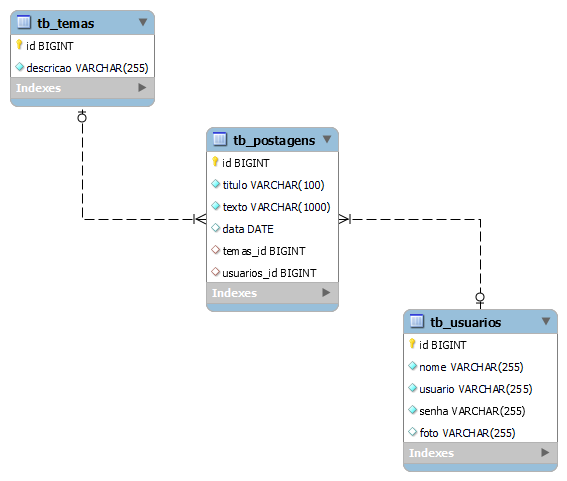 tb_temas
id BIGINT
descricao VARCHAR(255)
Indexes
tb_postagens
id BIGINT
titulo VARCHAR(100)
texto VARCHAR(1000)
data DATE
temas_id BIGINT
usuarios_id BIGINT
Indexes
tb_usuarios
id BIGINT
nome VARCHAR(255)
usuario VARCHAR(255)
senha VARCHAR(255)
foto VARCHAR(255)
Indexes